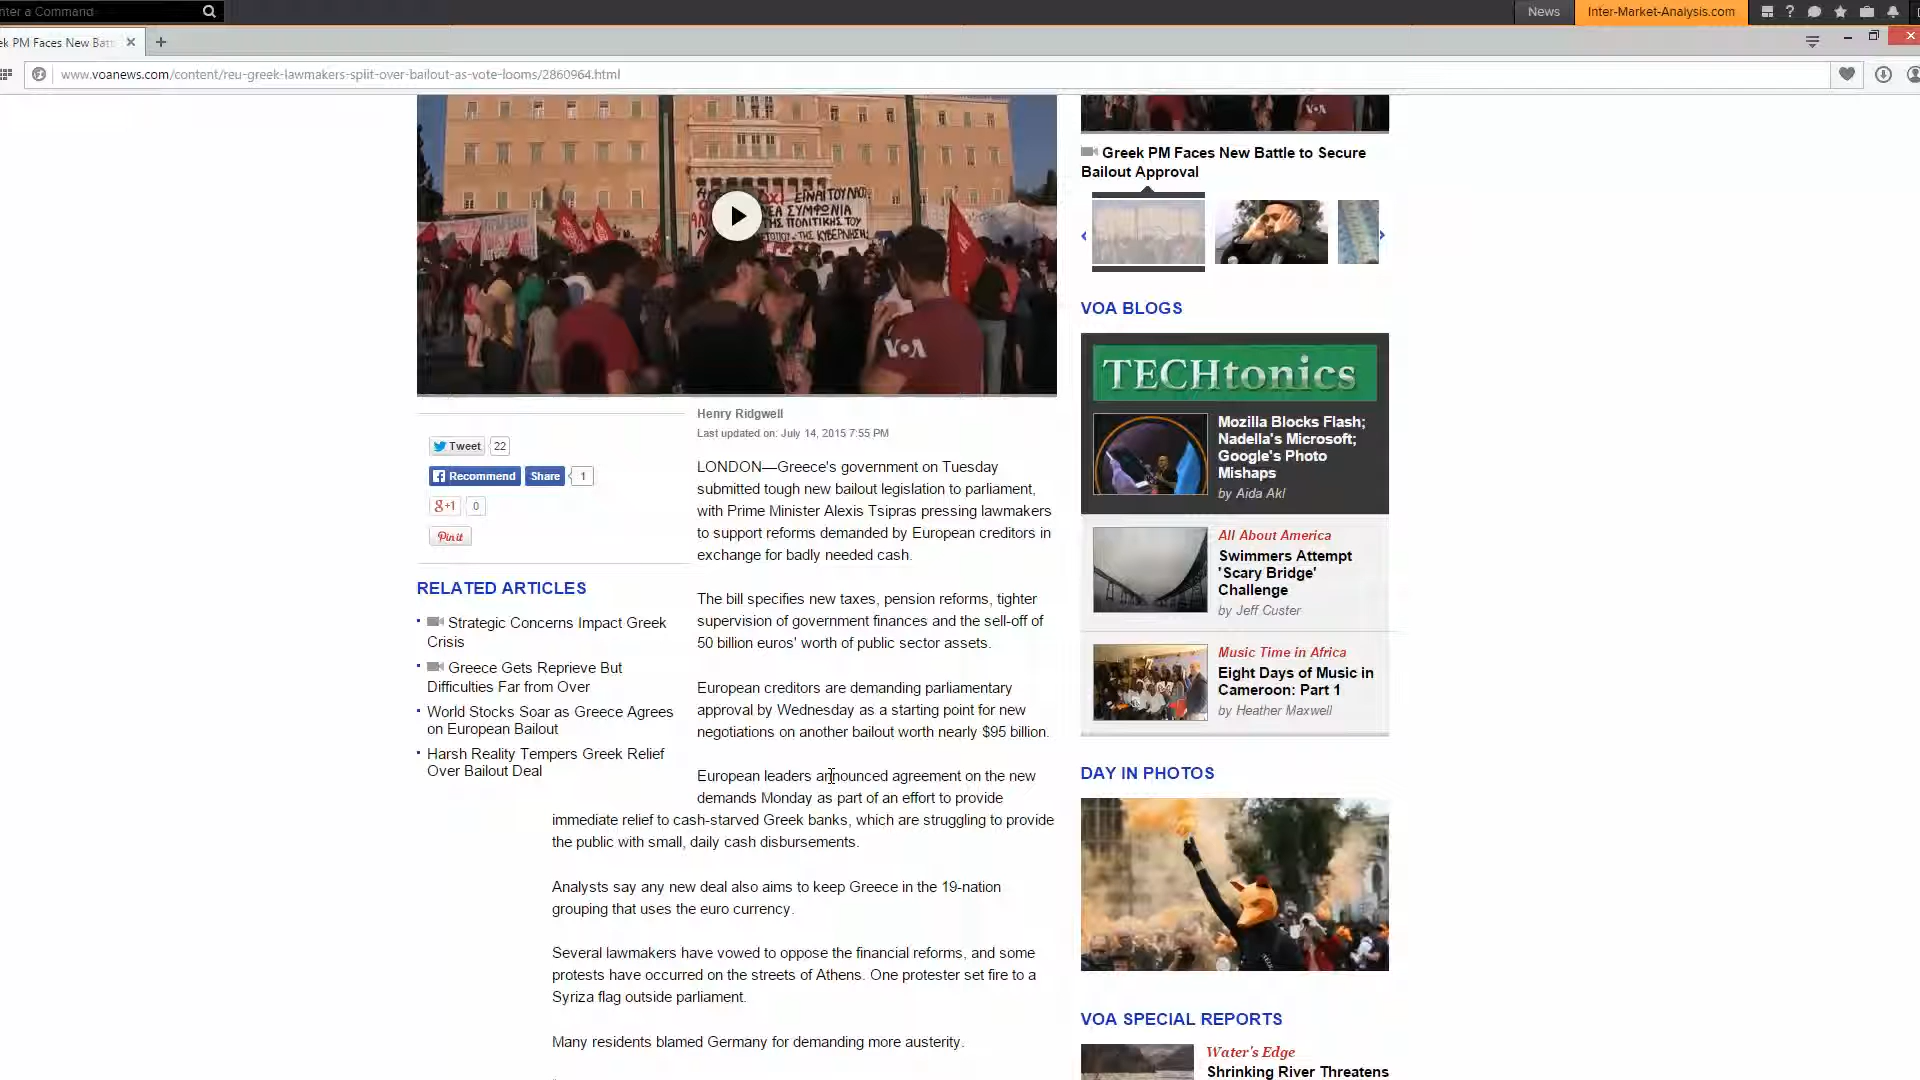 nter a Command
News
Inter-Market-Analysis.com
ek PM Faces New Batt
www.voanews.com/content/reu-greek-lawmakers-split-over-bailout-as-vote-looms/2860964.html
ΕΙΝΑΙ ΤΟΥ ΛΑΟΥ
ΝΕΑ ΣΥΜΦΩΝΙΑ
ΤΗΣ ΠΟΛΙΤΙΚΗΣ ΤΟΥ
ΤΗΣ ΚΥΒΕΡΝΗΣΗΣ!
VOA
Henry Ridgwell
Last updated on: July 14, 2015 7:55 PM
Tweet 22
Recommend Share 1
g+1 0
Pin it
LONDON—Greece's government on Tuesday
submitted tough new bailout legislation to parliament,
with Prime Minister Alexis Tsipras pressing lawmakers
to support reforms demanded by European creditors in
exchange for badly needed cash.
The bill specifies new taxes, pension reforms, tighter
supervision of government finances and the sell-off of
50 billion euros' worth of public sector assets.
European creditors are demanding parliamentary
approval by Wednesday as a starting point for new
negotiations on another bailout worth nearly $95 billion.
European leaders announced agreement on the new
demands Monday as part of an effort to provide
immediate relief to cash-starved Greek banks, which are struggling to provide
the public with small, daily cash disbursements.
Analysts say any new deal also aims to keep Greece in the 19-nation
grouping that uses the euro currency.
Several lawmakers have vowed to oppose the financial reforms, and some
protests have occurred on the streets of Athens. One protester set fire to a
Syriza flag outside parliament.
Many residents blamed Germany for demanding more austerity.
RELATED ARTICLES
Strategic Concerns Impact Greek
Crisis
Greece Gets Reprieve But
Difficulties Far from Over
World Stocks Soar as Greece Agrees
on European Bailout
Harsh Reality Tempers Greek Relief
Over Bailout Deal
VOA
Greek PM Faces New Battle to Secure
Bailout Approval
VOA BLOGS
TECHtonics
Mozilla Blocks Flash;
Nadella's Microsoft;
Google's Photo
Mishaps
by Aida Akl
All About America
Swimmers Attempt
'Scary Bridge'
Challenge
by Jeff Custer
Music Time in Africa
Eight Days of Music in
Cameroon: Part 1
by Heather Maxwell
DAY IN PHOTOS
VOA SPECIAL REPORTS
Water's Edge
Shrinking River Threatens